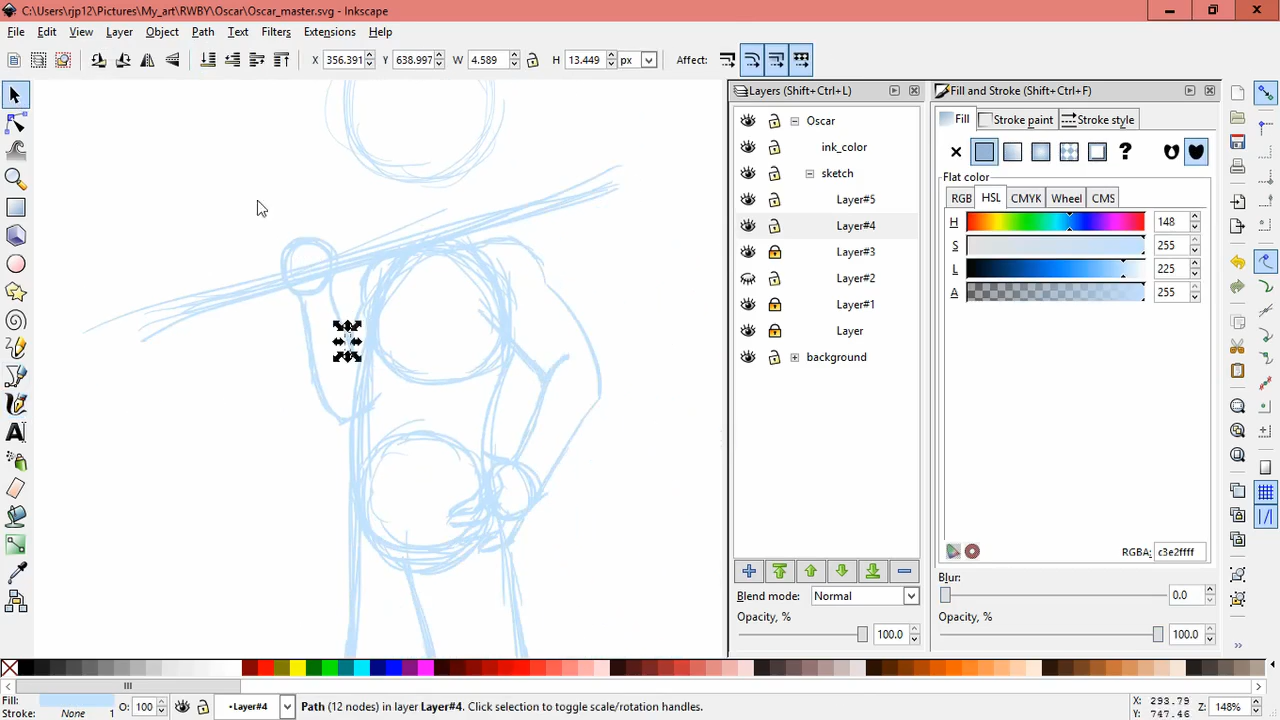 C:\Users\rjp12\Pictures\My_art\RWBY\Oscar\Oscar_master.svg - Inkscape
File Edit View Layer Object Path Filters Text Extensions Help
X 356.391 Y 638.997 W 4.589 H 13.449 px Affect:
Layers (Shift+Ctrl+L)
Oscar
ink_color
sketch
Layer#5
Layer#4
Layer#3
Layer#2
Layer#1
Layer
background
Blend mode: Normal
Opacity, % 100.0
Fill and Stroke (Shift+Ctrl+F)
Fill Stroke paint Stroke style
?
Flat color
RGB HSL CMYK Wheel CMS
H 148
S 255
L 225
A 255
RGBA: c3e2ffff
Blur:
0.0
Opacity, %
100.0
Fill:
Stroke: None 1
O: 100
•Layer#4
Path (12 nodes) in layer Layer#4. Click selection to toggle scale/rotation handles.
X: 293.79
Y: 747.46
148%